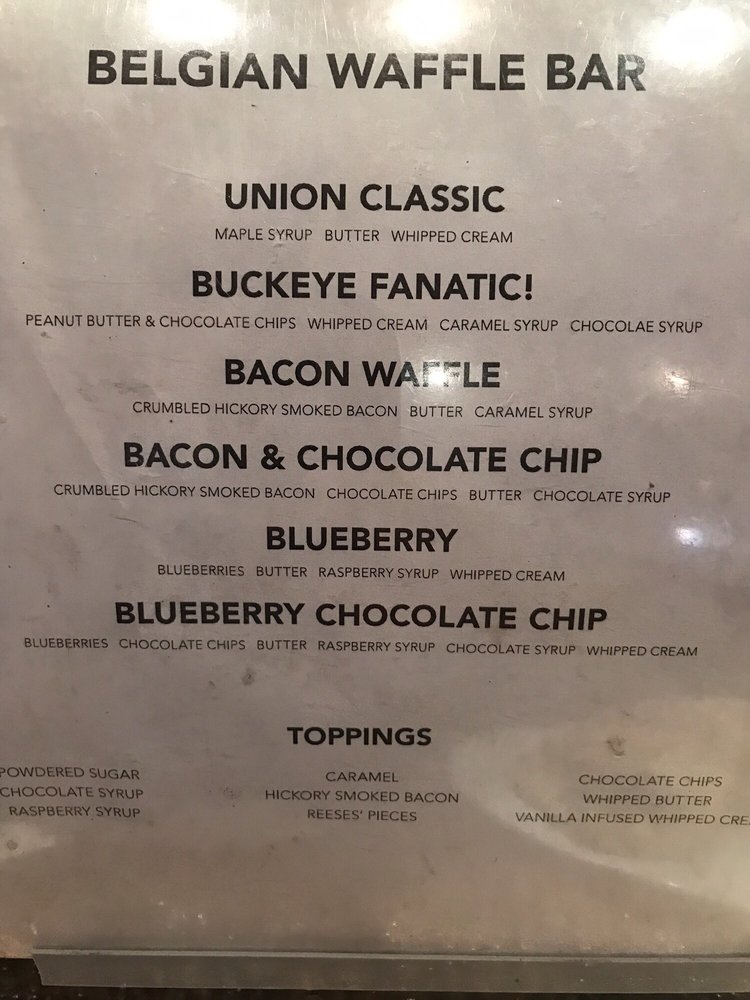 BELGIAN WAFFLE BAR
UNION CLASSIC
MAPLE SYRUP BUTTER WHIPPED CREAM
BUCKEYE FANATIC!
PEANUT BUTTER & CHOCOLATE CHIPS WHIPPED CREAM CARAMEL SYRUP CHOCOLAE SYRUP
BACON WAFFLE
CRUMBLED HICKORY SMOKED BACON BUTTER CARAMEL SYRUP
BACON & CHOCOLATE CHIP
CRUMBLED HICKORY SMOKED BACON CHOCOLATE CHIPS BUTTER CHOCOLATE SYRUP
BLUEBERRY
BLUEBERRIES BUTTER RASPBERRY SYRUP WHIPPED CREAM
BLUEBERRY CHOCOLATE CHIP
BLUEBERRIES CHOCOLATE CHIPS BUTTER RASPBERRY SYRUP CHOCOLATE SYRUP WHIPPED CREAM
TOPPINGS
POWDERED SUGAR
CHOCOLATE SYRUP
RASPBERRY SYRUP
CARAMEL
HICKORY SMOKED BACON
REESES' PIECES
CHOCOLATE CHIPS
WHIPPED BUTTER
VANILLA INFUSED WHIPPED CRE